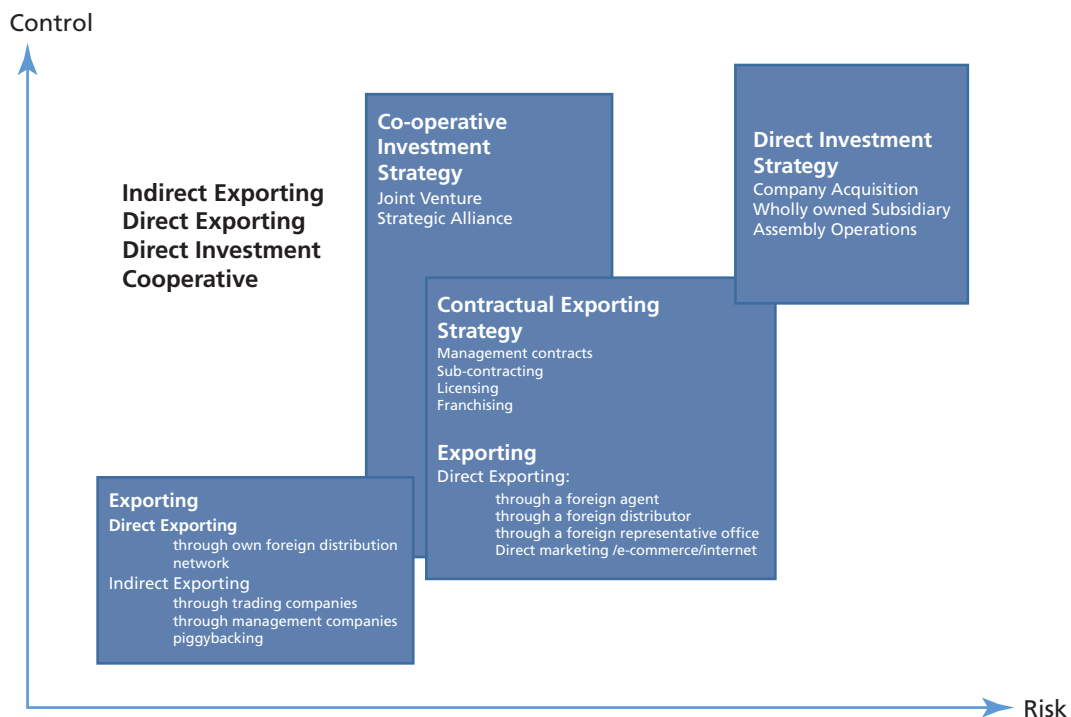 Control
Co-operative
Investment
Strategy
Joint Venture
Strategic Alliance
Direct Investment
Strategy
Company Acquisition
Wholly owned Subsidiary
Assembly Operations
Indirect Exporting
Direct Exporting
Direct Investment
Cooperative
Contractual Exporting
Strategy
Management contracts
Sub-contracting
Licensing
Franchising
Exporting
Direct Exporting:
through a foreign agent
through a foreign distributor
through a foreign representative office
Direct marketing /e-commerce/internet
Exporting
Direct Exporting
through own foreign distribution
network
Indirect Exporting
through trading companies
through management companies
piggybacking
Risk